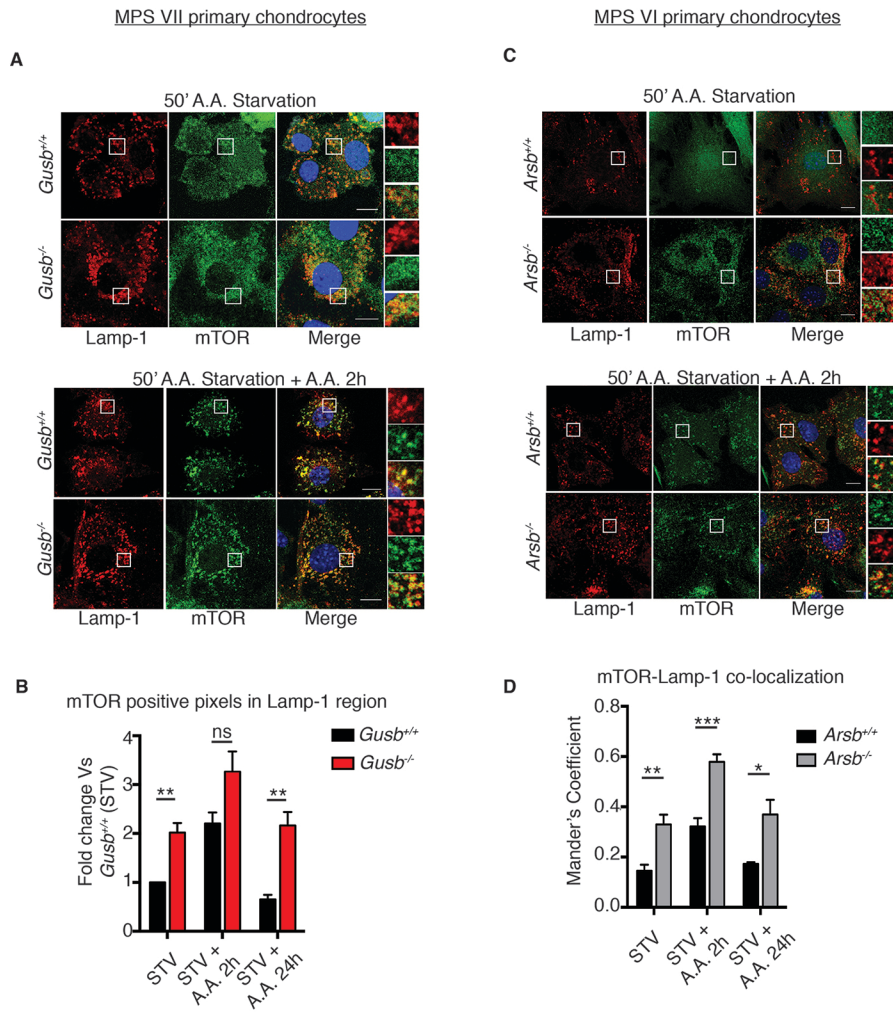 MPS VII primary chondrocytes
A
50’ A.A. Starvation
Gusb+/+
Gusb-/-
Lamp-1 mTOR Merge
50’ A.A. Starvation + A.A. 2h
Gusb+/+
Gusb-/-
Lamp-1 mTOR Merge
B
mTOR positive pixels in Lamp-1 region
Fold change Vs
Gusb+/+ (STV)
4
3
2
1
0
**
ns
**
Gusb+/+
Gusb-/-
STV
STV +
A.A. 2h
STV +
A.A. 24h
MPS VI primary chondrocytes
C
50’ A.A. Starvation
Arsb+/+
Arsb-/-
Lamp-1 mTOR Merge
50’ A.A. Starvation + A.A. 2h
Arsb+/+
Arsb-/-
Lamp-1 mTOR Merge
D
mTOR-Lamp-1 co-localization
Mander’s Coefficient
0.8
0.6
0.4
0.2
0.0
**
***
*
Arsb+/+
Arsb-/-
STV
STV +
A.A. 2h
STV +
A.A. 24h